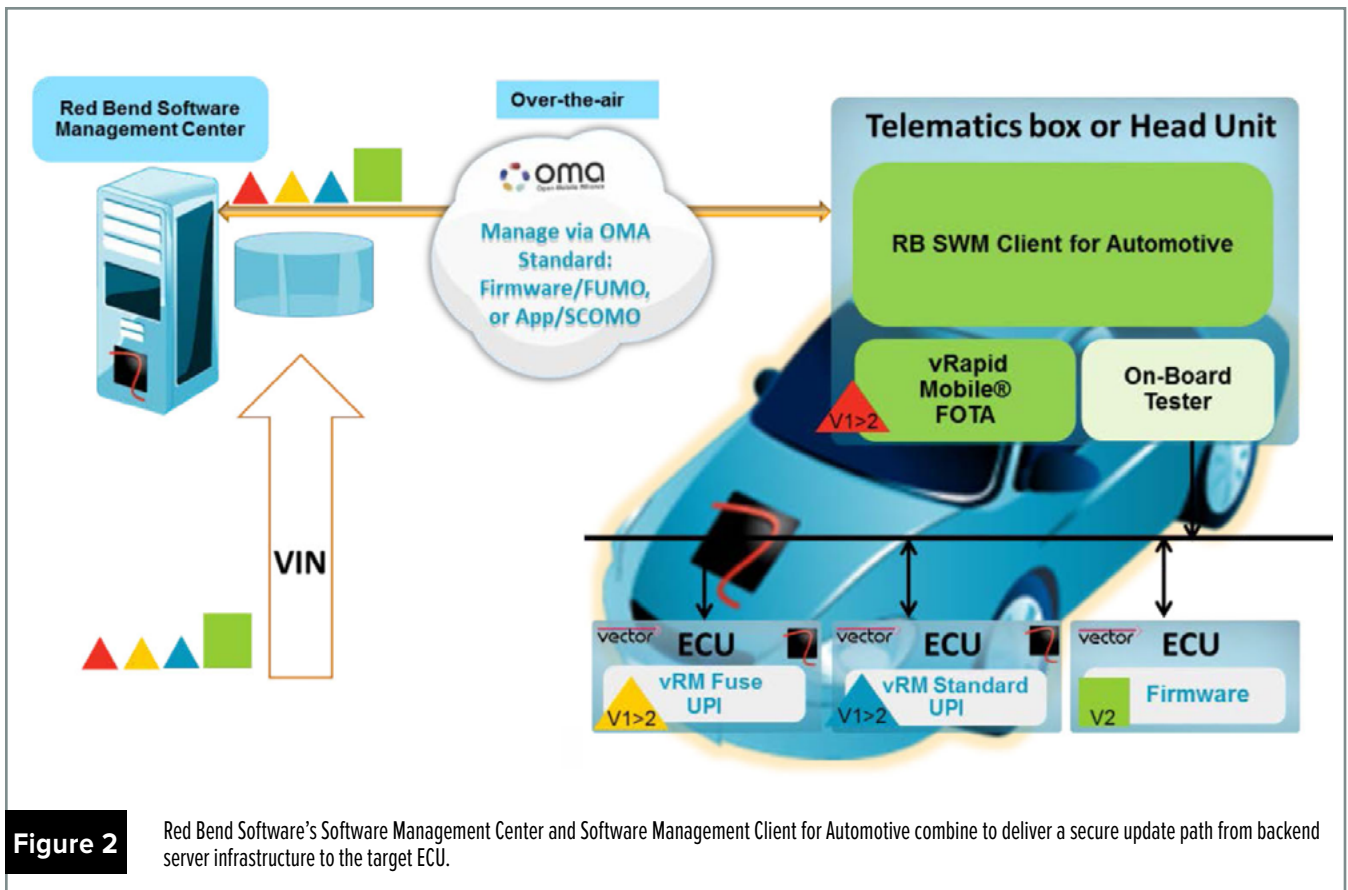 Red Bend Software
Management Center
Over-the-air
oma
Open Mobile Alliance
Manage via OMA
Standard:
Firmware/FUMO,
or App/SCOMO
Telematics box or Head Unit
RB SWM Client for Automotive
vRapid
Mobile®
FOTA
V1>2
On-Board
Tester
VIN
vector
ECU
vRM Fuse
UPI
V1>2
vector
ECU
vRM Standard
UPI
V1>2
vector
ECU
Firmware
V2
Figure 2
Red Bend Software's Software Management Center and Software Management Client for Automotive combine to deliver a secure update path from backend
server infrastructure to the target ECU.